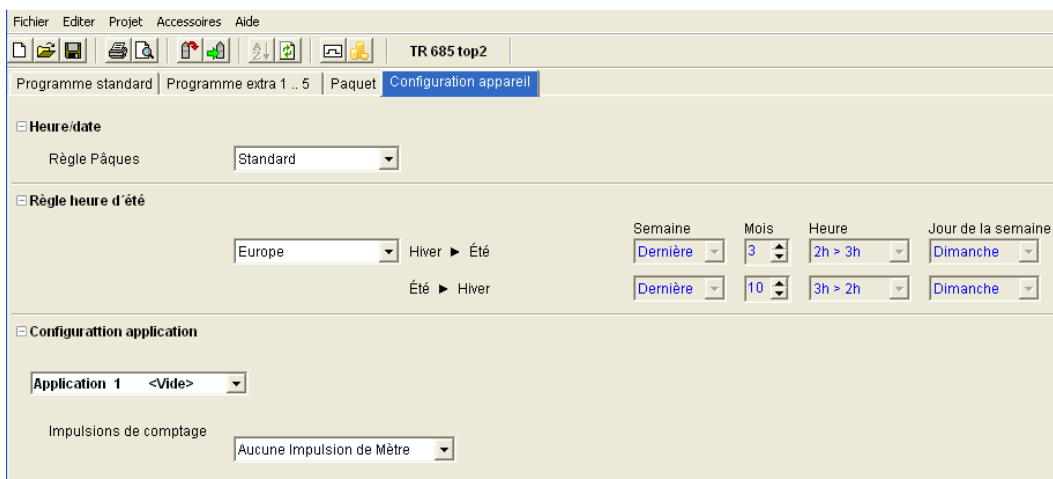 Fichier Editer Projet Accessoires Aide
TR 685 top2
Programme standard Programme extra 1 .. 5 Paquet Configuration appareil
Heure/date
Règle Pâques Standard
Règle heure d´été
Semaine Mois Heure Jour de la semaine
Europe Hiver ► Été Dernière 3 2h > 3h Dimanche
Été ► Hiver Dernière 10 3h > 2h Dimanche
Configurattion application
Application 1 <Vide>
Impulsions de comptage
Aucune Impulsion de Mètre